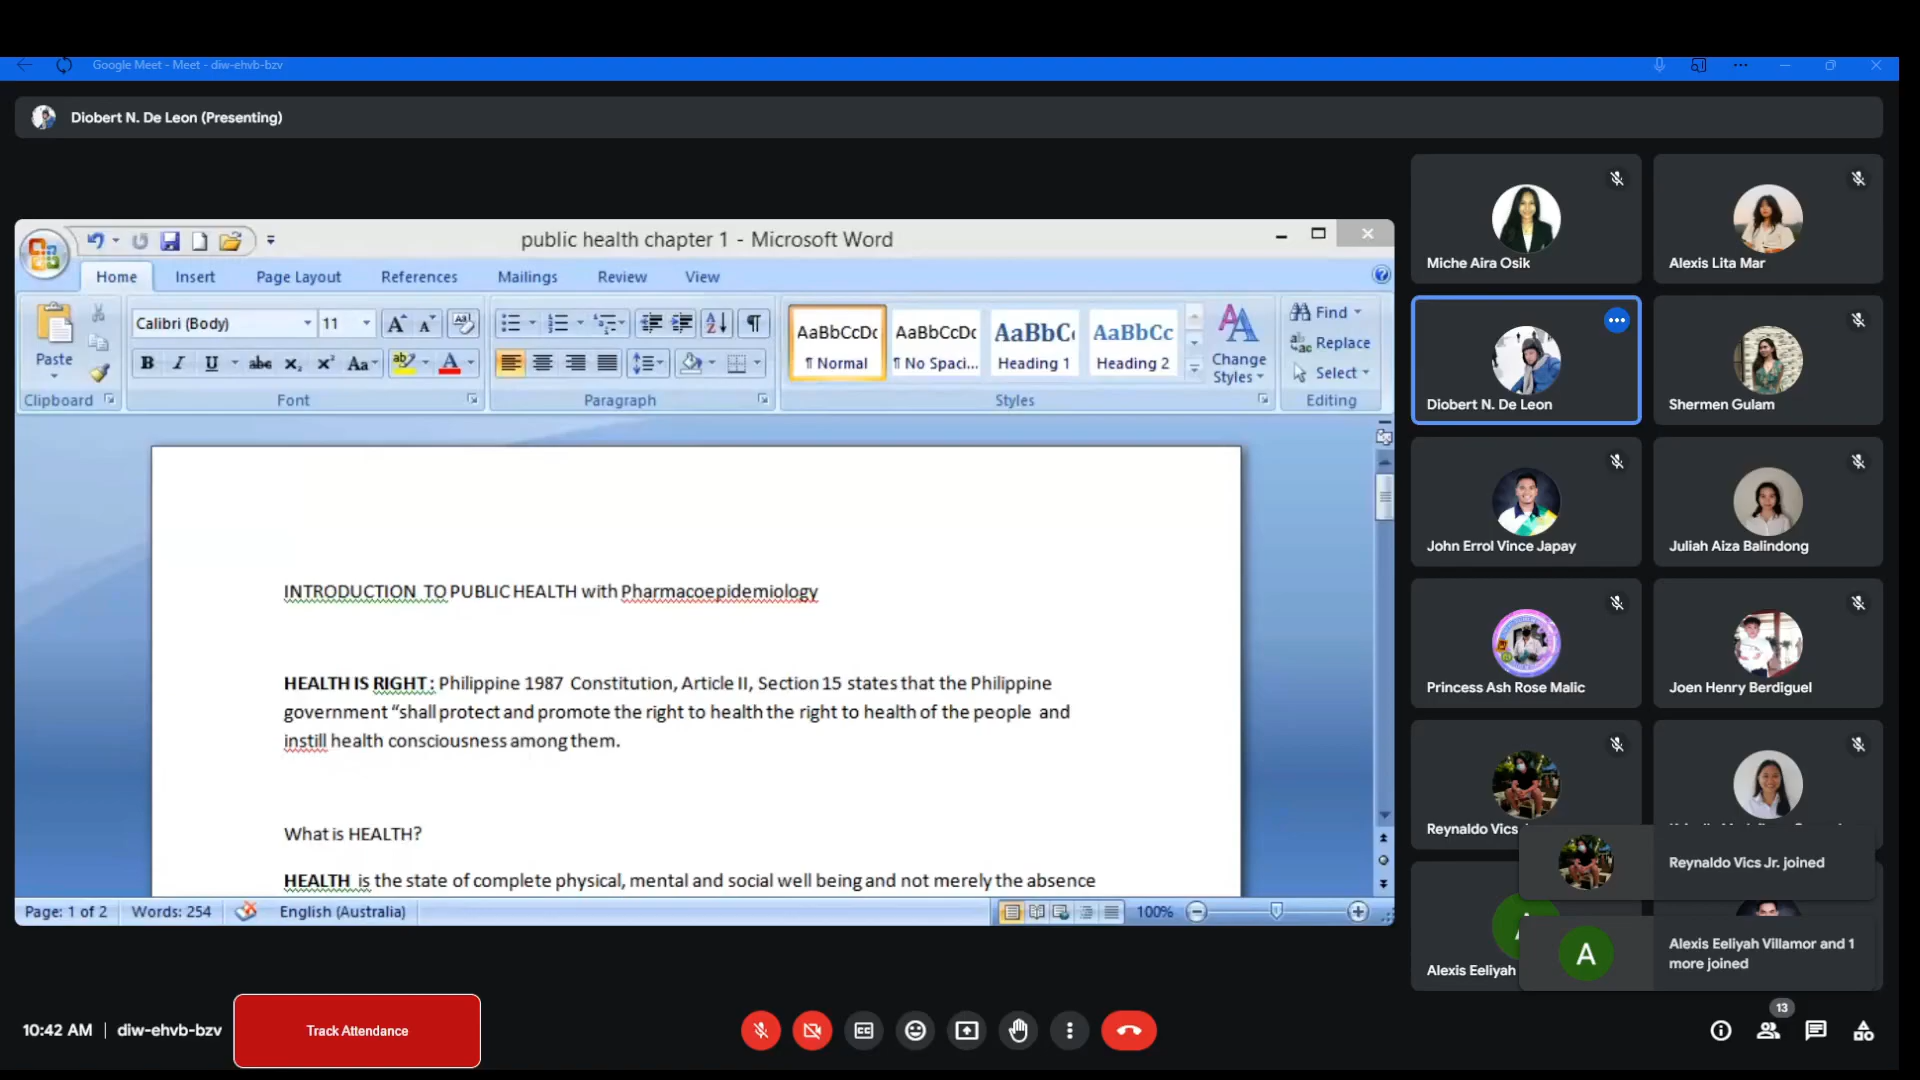 Google Meet - Meet - diw-ehvb-bzv
Diobert N. De Leon (Presenting)
public health chapter 1 - Microsoft Word
Home Insert Page Layout References Mailings Review View
Calibri (Body) 11
Paste
B I U abc x₂ x² Aa ab A
AaBbCcDc AaBbCcDc AaBbC AaBbCc
¶ Normal ¶ No Spaci... Heading 1 Heading 2
Change Styles
Find
Replace
Select
Clipboard Font Paragraph Styles Editing
INTRODUCTION TO PUBLIC HEALTH with Pharmacoepidemiology
HEALTH IS RIGHT : Philippine 1987 Constitution, Article II, Section 15 states that the Philippine
government “shall protect and promote the right to health the right to health of the people and
instill health consciousness among them.
What is HEALTH?
HEALTH is the state of complete physical, mental and social well being and not merely the absence
Page: 1 of 2 Words: 254 English (Australia) 100%
Miche Aira Osik
Alexis Lita Mar
Diobert N. De Leon
Shermen Gulam
John Errol Vince Japay
Juliah Aiza Balindong
Princess Ash Rose Malic
Joen Henry Berdiguel
Reynaldo Vics
Reynaldo Vics Jr. joined
Alexis Eeliyah
A
Alexis Eeliyah Villamor and 1
more joined
10:42 AM | diw-ehvb-bzv
Track Attendance
13